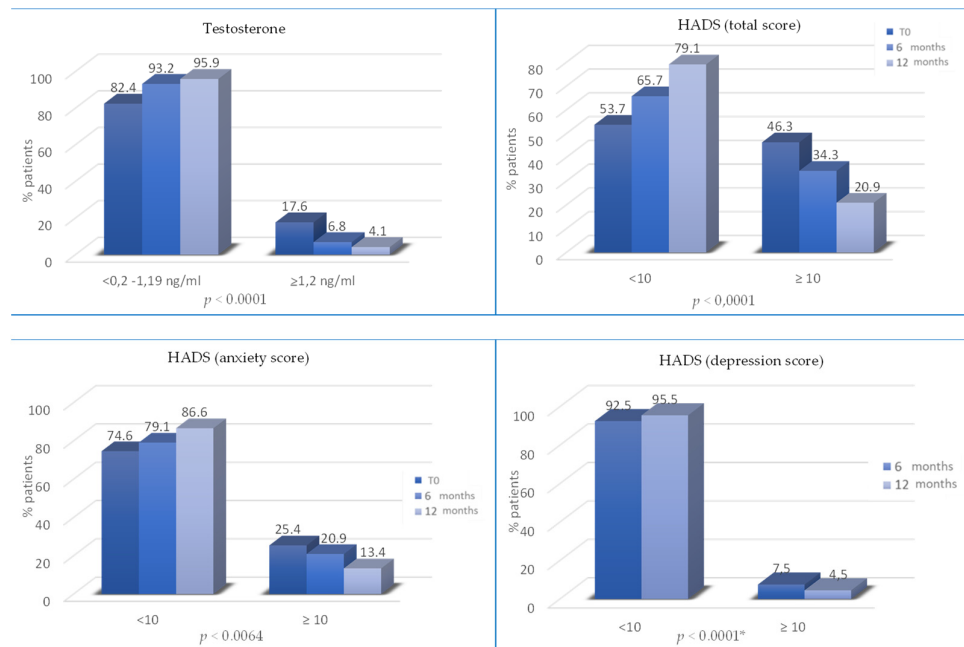 Testosterone
100
80
60
40
20
0
% patients
82.4
93.2
95.9
17.6
6.8
4.1
<0,2 -1,19 ng/ml
≥1,2 ng/ml
p < 0.0001
HADS (total score)
T0
6 months
12 months
80
70
60
50
40
30
20
10
0
% patients
53.7
65.7
79.1
46.3
34.3
20.9
<10
≥ 10
p < 0,0001
HADS (anxiety score)
100
80
60
40
20
0
% patients
74.6
79.1
86.6
25.4
20.9
13.4
T0
6 months
12 months
<10
≥ 10
p < 0.0064
HADS (depression score)
100
80
60
40
20
0
% patients
92.5
95.5
7,5
4,5
6 months
12 months
<10
≥ 10
p < 0.0001*